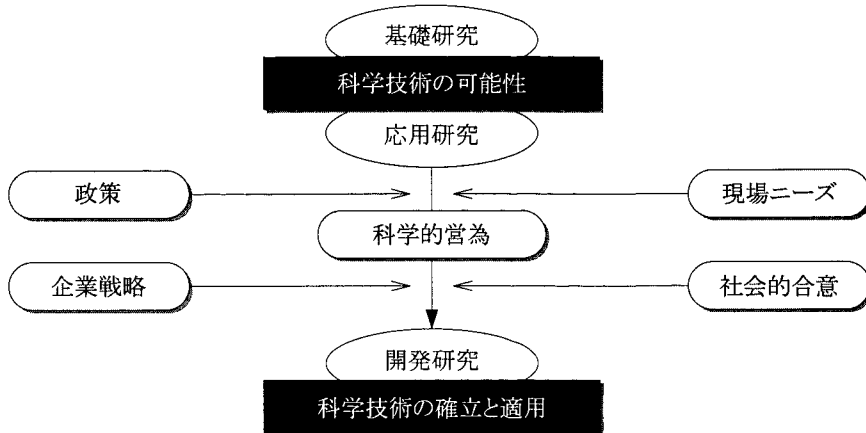 基礎研究
科学技術の可能性
応用研究
政策
現場ニーズ
科学的営為
企業戦略
社会的合意
開発研究
科学技術の確立と適用